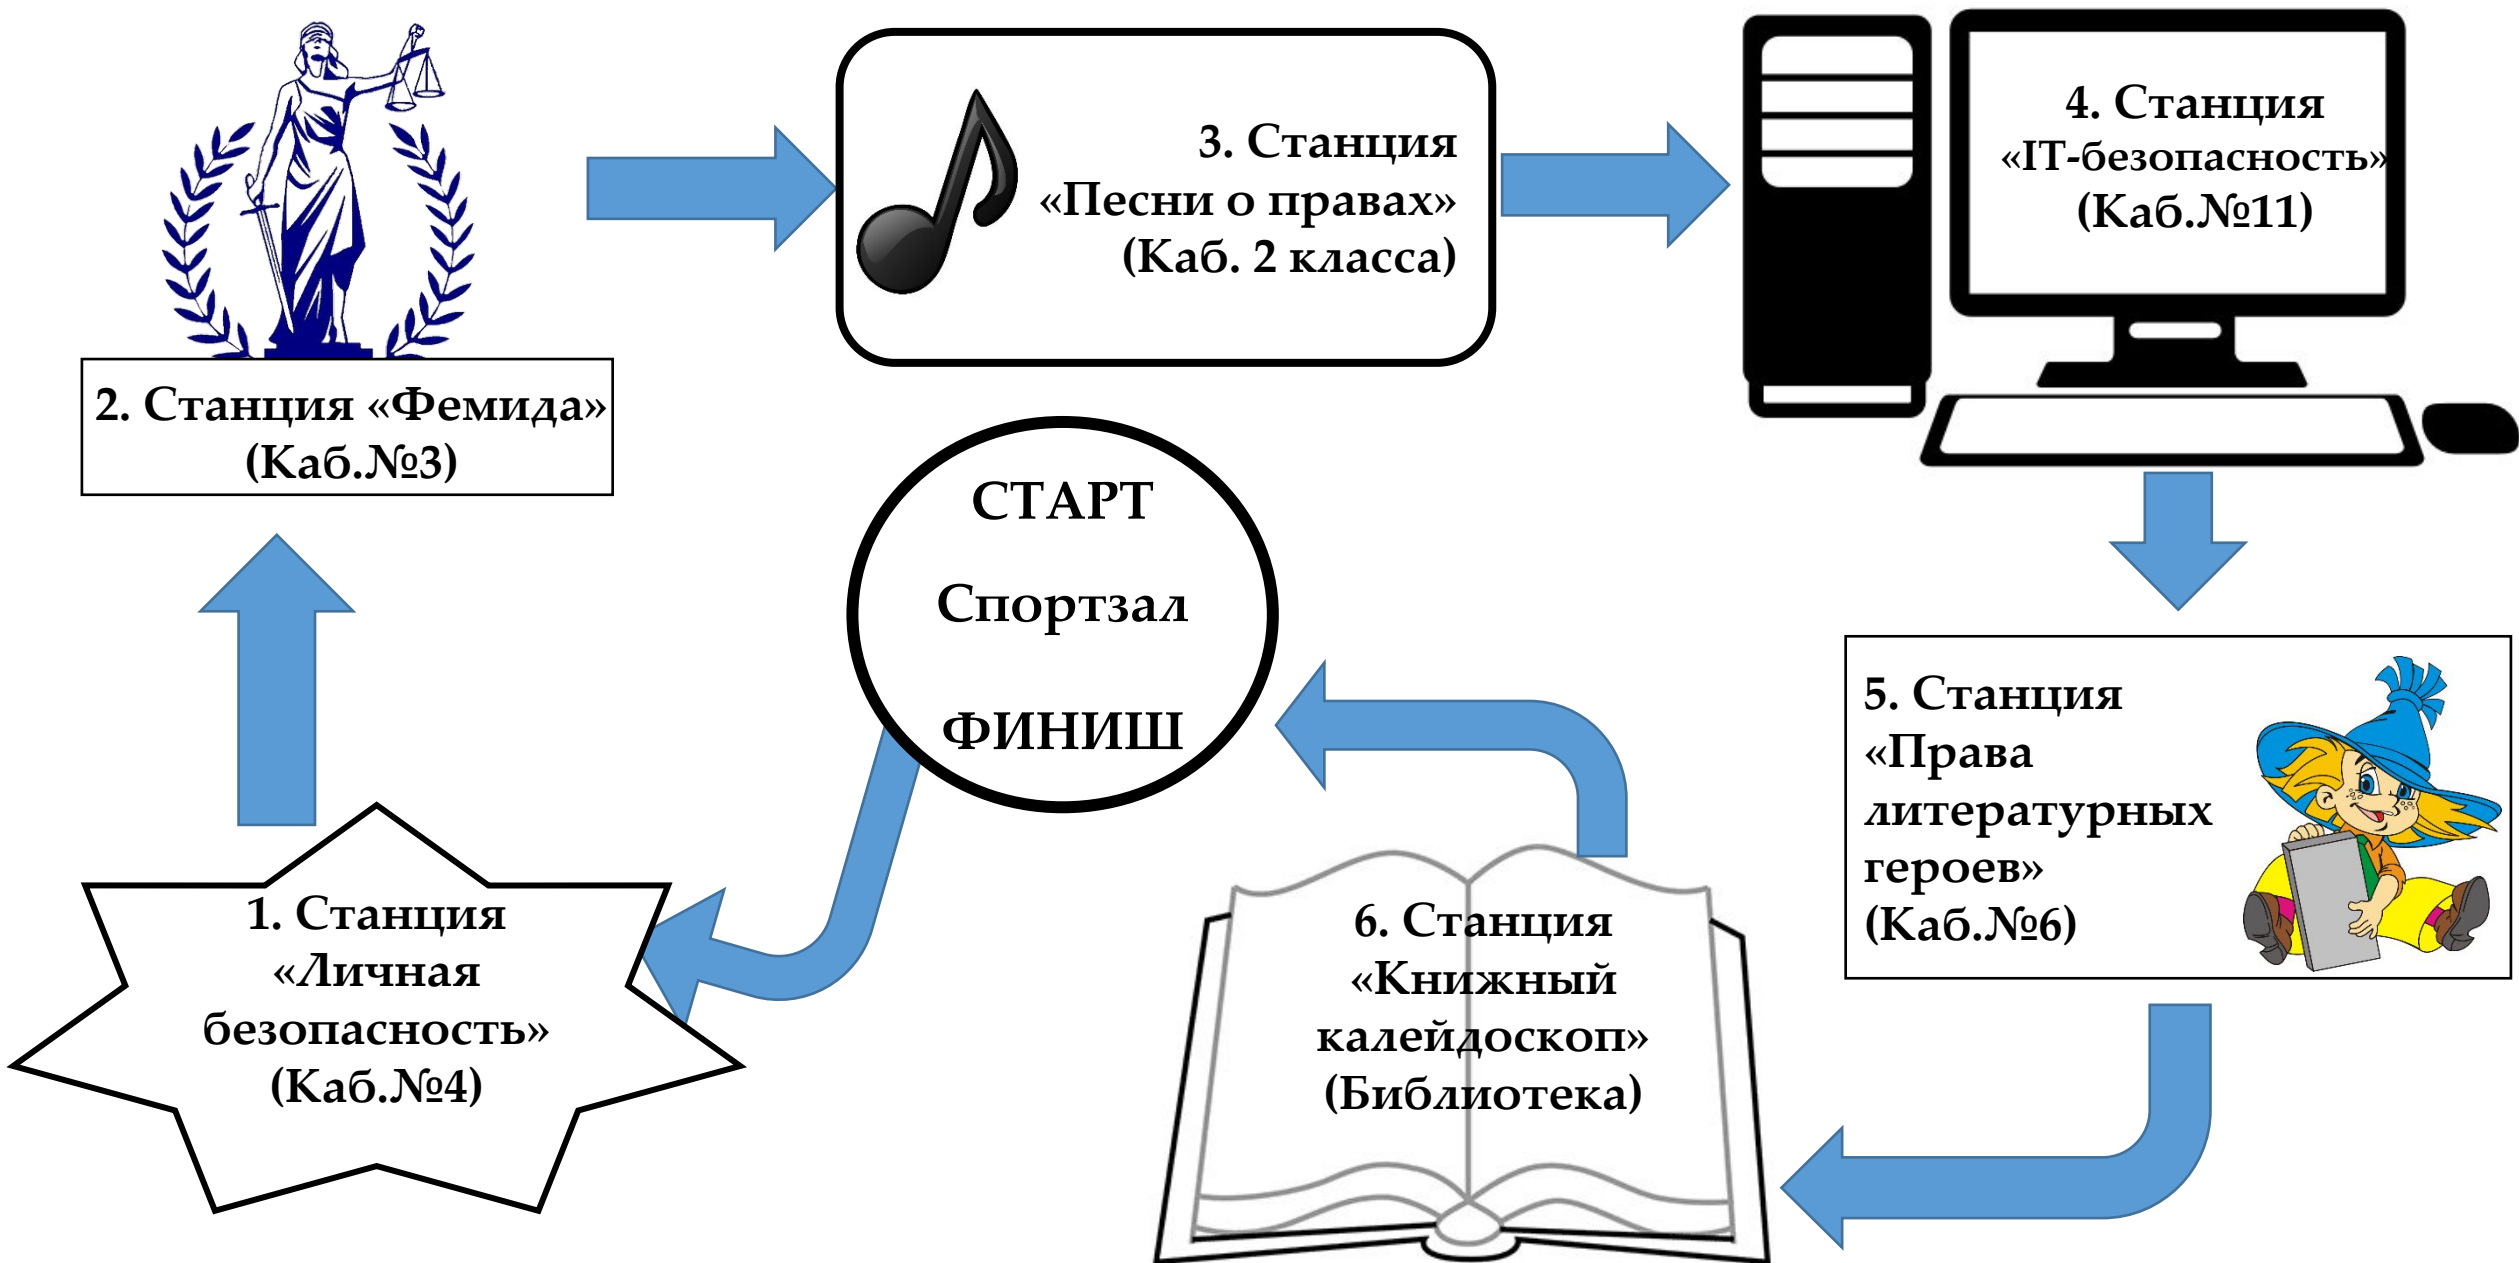 2. Станция «Фемида»
(Каб.№3)
3. Станция
«Песни о правах»
(Каб. 2 класса)
4. Станция
«IT-безопасность»
(Каб.№11)
СТАРТ
Спортзал
ФИНИШ
5. Станция
«Права
литературных
героев»
(Каб.№6)
1. Станция
«Личная
безопасность»
(Каб.№4)
6. Станция
«Книжный
калейдоскоп»
(Библиотека)